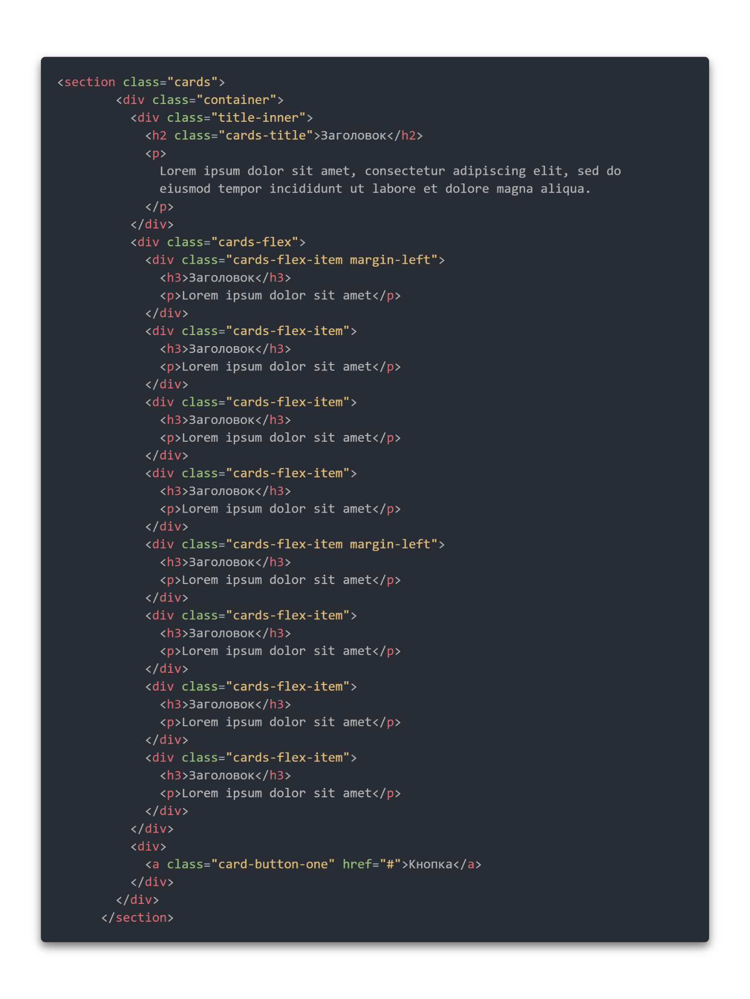 <section class="cards">
        <div class="container">
          <div class="title-inner">
            <h2 class="cards-title">Заголовок</h2>
            <p>
              Lorem ipsum dolor sit amet, consectetur adipiscing elit, sed do
              eiusmod tempor incididunt ut labore et dolore magna aliqua.
            </p>
          </div>
          <div class="cards-flex">
            <div class="cards-flex-item margin-left">
              <h3>Заголовок</h3>
              <p>Lorem ipsum dolor sit amet</p>
            </div>
            <div class="cards-flex-item">
              <h3>Заголовок</h3>
              <p>Lorem ipsum dolor sit amet</p>
            </div>
            <div class="cards-flex-item">
              <h3>Заголовок</h3>
              <p>Lorem ipsum dolor sit amet</p>
            </div>
            <div class="cards-flex-item">
              <h3>Заголовок</h3>
              <p>Lorem ipsum dolor sit amet</p>
            </div>
            <div class="cards-flex-item margin-left">
              <h3>Заголовок</h3>
              <p>Lorem ipsum dolor sit amet</p>
            </div>
            <div class="cards-flex-item">
              <h3>Заголовок</h3>
              <p>Lorem ipsum dolor sit amet</p>
            </div>
            <div class="cards-flex-item">
              <h3>Заголовок</h3>
              <p>Lorem ipsum dolor sit amet</p>
            </div>
            <div class="cards-flex-item">
              <h3>Заголовок</h3>
              <p>Lorem ipsum dolor sit amet</p>
            </div>
          </div>
          <div>
            <a class="card-button-one" href="#">Кнопка</a>
          </div>
        </div>
      </section>